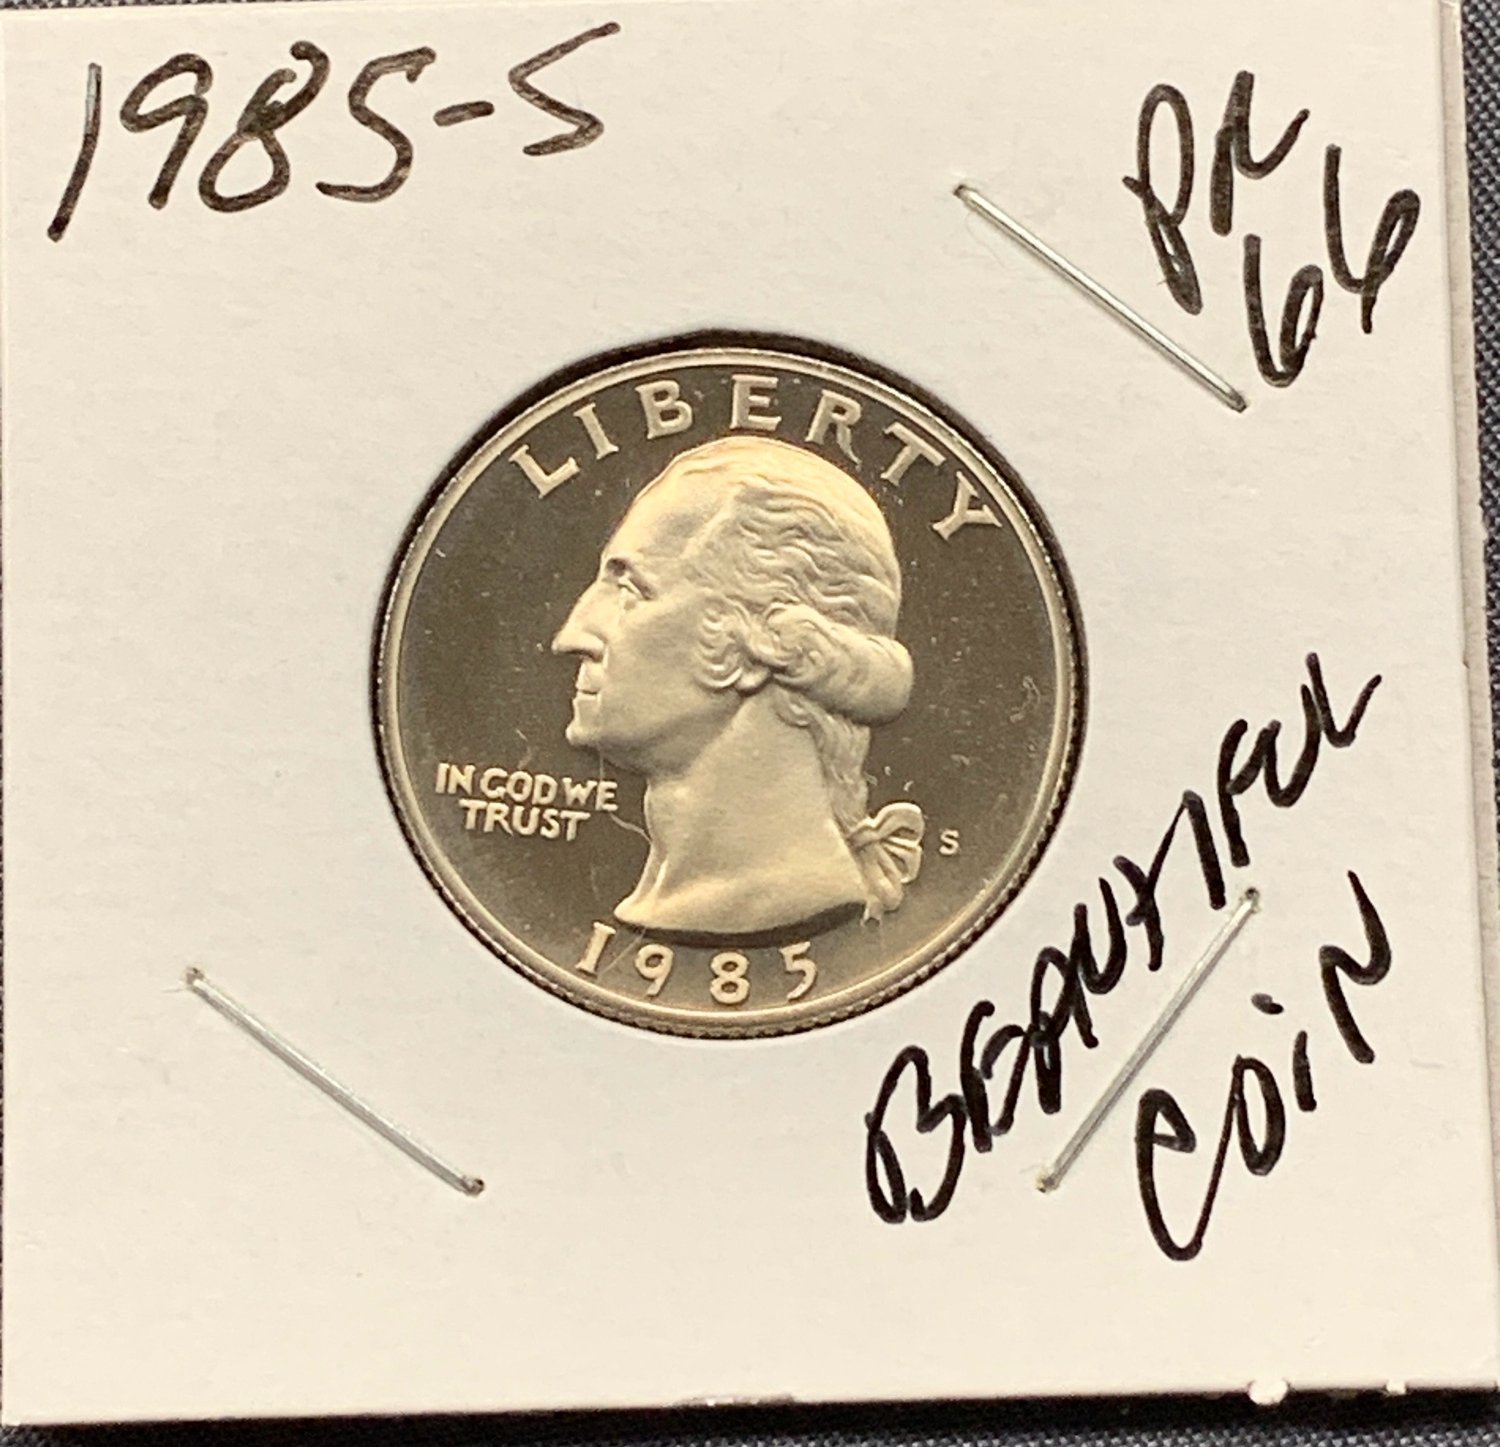 1985-S
PR
66
LIBERTY
IN GOD WE
TRUST
S
1985
BEAUTIFUL
COIN